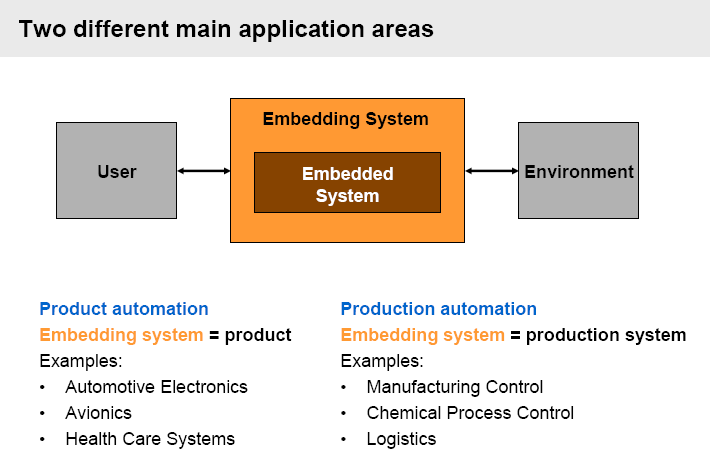 Two different main application areas
Embedding System
User
Embedded
System
Environment
Product automation
Embedding system = product
Examples:
• Automotive Electronics
• Avionics
• Health Care Systems
Production automation
Embedding system = production system
Examples:
• Manufacturing Control
• Chemical Process Control
• Logistics